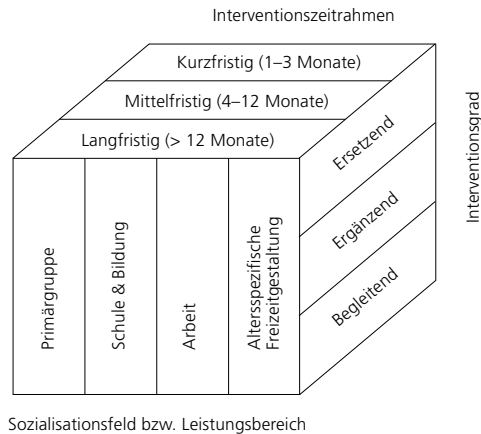 Interventionszeitrahmen
Kurzfristig (1–3 Monate)
Mittelfristig (4–12 Monate)
Langfristig (> 12 Monate)
Ersetzend
Ergänzend
Begleitend
Interventionsgrad
Primärgruppe
Schule & Bildung
Arbeit
Altersspezifische
Freizeitgestaltung
Sozialisationsfeld bzw. Leistungsbereich